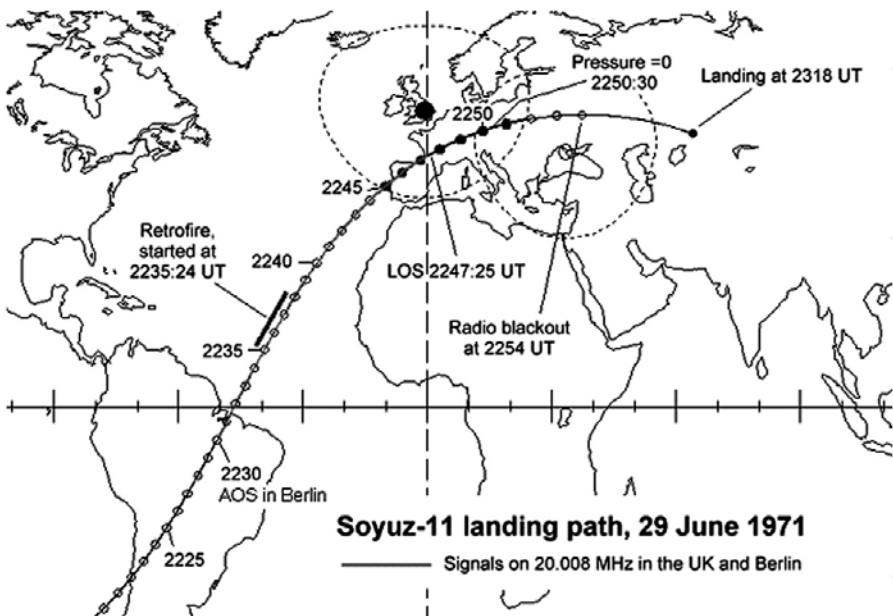 Pressure =0
2250:30
Landing at 2318 UT
2250
2245
Retrofire,
started at
2235:24 UT
2240
LOS 2247:25 UT
Radio blackout
at 2254 UT
2235
2230
AOS in Berlin
2225
Soyuz-11 landing path, 29 June 1971
Signals on 20.008 MHz in the UK and Berlin